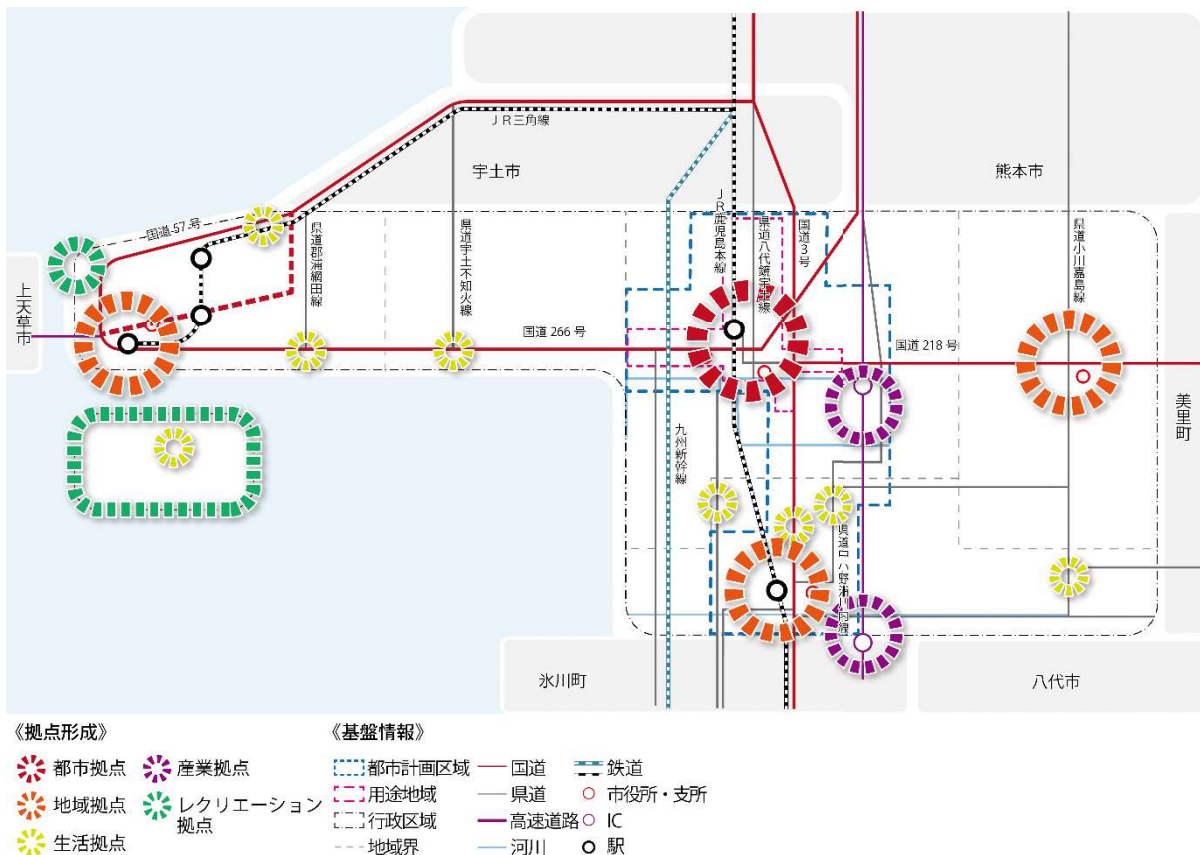 JR三角線
宇土市
熊本市
国道57号
県道郡浦網田線
県道宇土不知火線
JR鹿児島本線
県道八代鏡宇土線
国道3号
県道小川嘉島線
上天草市
国道266号
国道218号
美里町
九州新幹線
氷川町
八代市
《拠点形成》
《基盤情報》
都市拠点
産業拠点
都市計画区域
国道
鉄道
地域拠点
レクリエーション
拠点
用途地域
県道
市役所・支所
行政区域
高速道路
IC
生活拠点
地域界
河川
駅